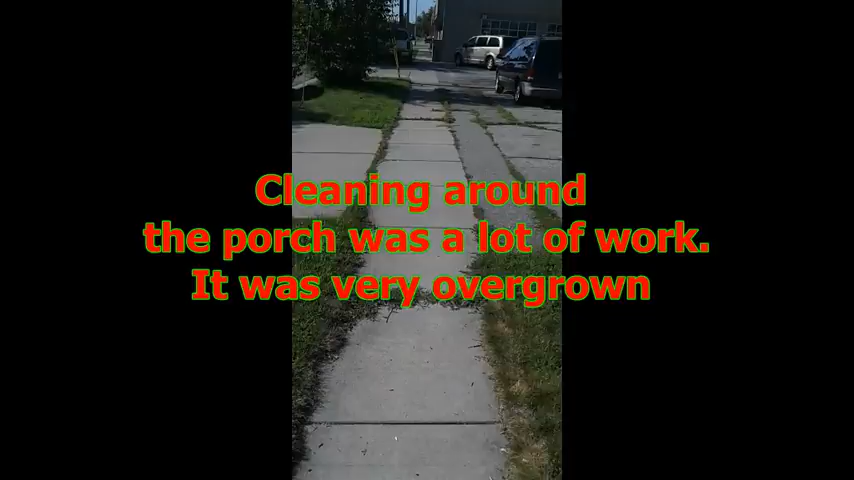 Cleaning around
the porch was a lot of work.
It was very overgrown